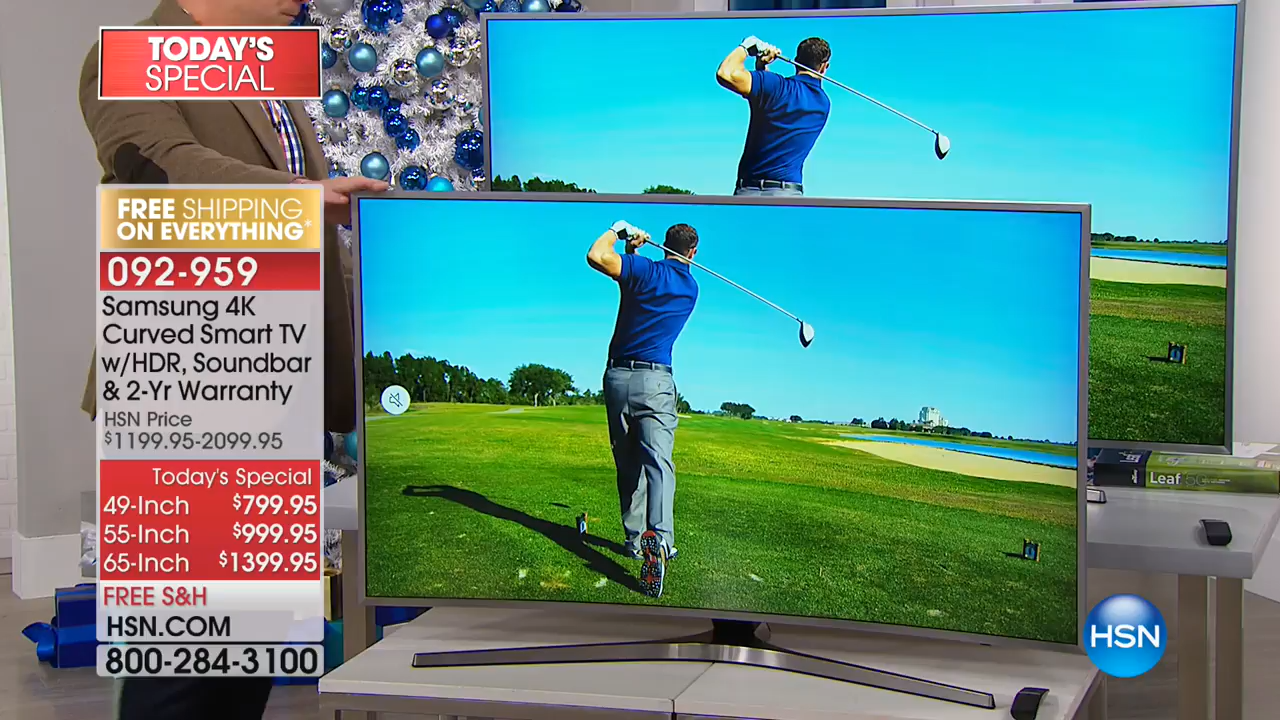 TODAY'S
SPECIAL
FREE SHIPPING
ON EVERYTHING*
092-959
Samsung 4K
Curved Smart TV
w/HDR, Soundbar
& 2-Yr Warranty
HSN Price
$1199.95-2099.95
Today's Special
49-Inch $799.95
55-Inch $999.95
65-Inch $1399.95
FREE S&H
HSN.COM
800-284-3100
Leaf
HSN